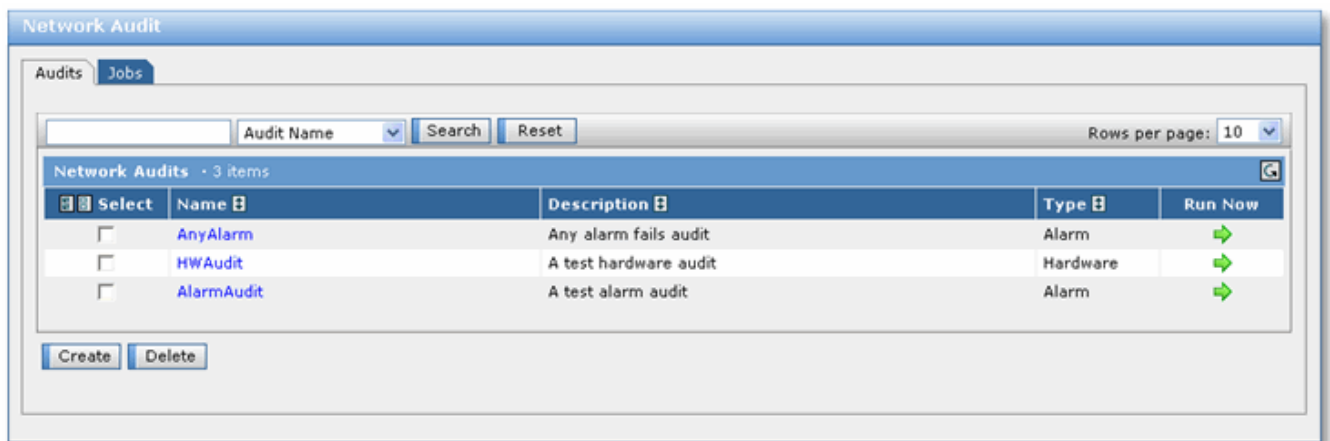 Network Audit
Audits Jobs
Audit Name Search Reset Rows per page: 10
Network Audits · 3 items
Select Name Description Type Run Now
AnyAlarm Any alarm fails audit Alarm
HWAudit A test hardware audit Hardware
AlarmAudit A test alarm audit Alarm
Create Delete